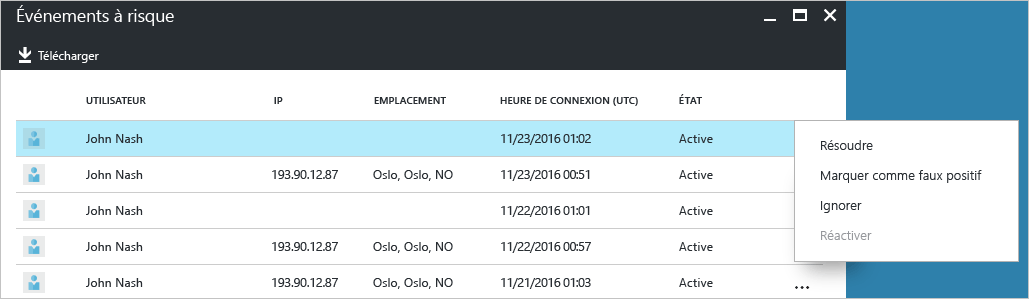 Événements à risque
Télécharger
UTILISATEUR IP EMPLACEMENT HEURE DE CONNEXION (UTC) ÉTAT
John Nash 11/23/2016 01:02 Active
Résoudre
John Nash 193.90.12.87 Oslo, Oslo, NO 11/23/2016 00:51 Active
Marquer comme faux positif
John Nash 11/22/2016 01:01 Active
Ignorer
John Nash 193.90.12.87 Oslo, Oslo, NO 11/22/2016 00:57 Active
Réactiver
John Nash 193.90.12.87 Oslo, Oslo, NO 11/21/2016 01:03 Active ...